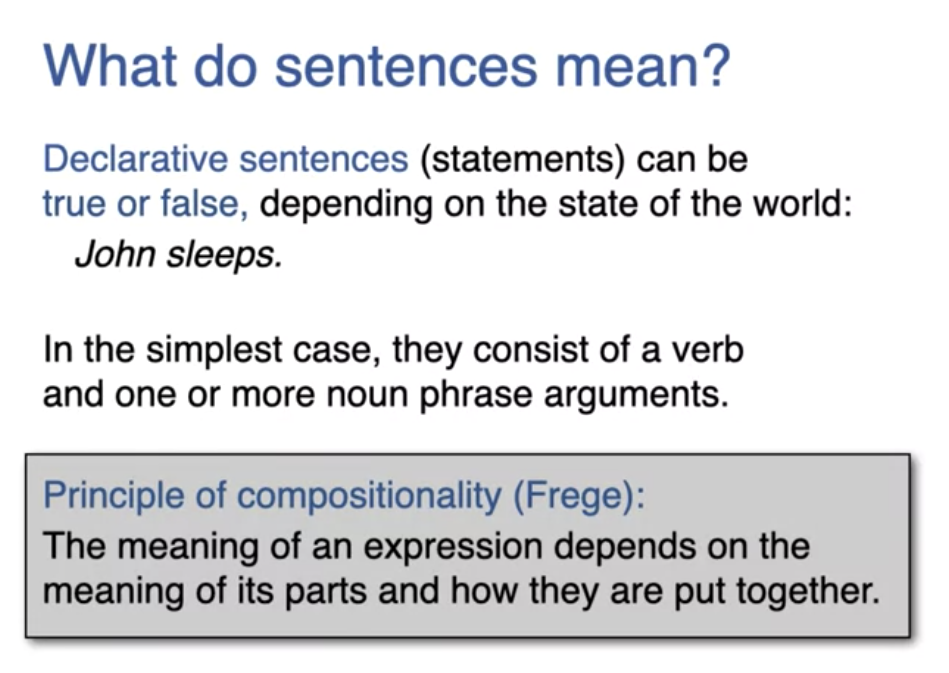 What do sentences mean?
Declarative sentences (statements) can be
true or false, depending on the state of the world:
John sleeps.
In the simplest case, they consist of a verb
and one or more noun phrase arguments.
Principle of compositionality (Frege):
The meaning of an expression depends on the
meaning of its parts and how they are put together.